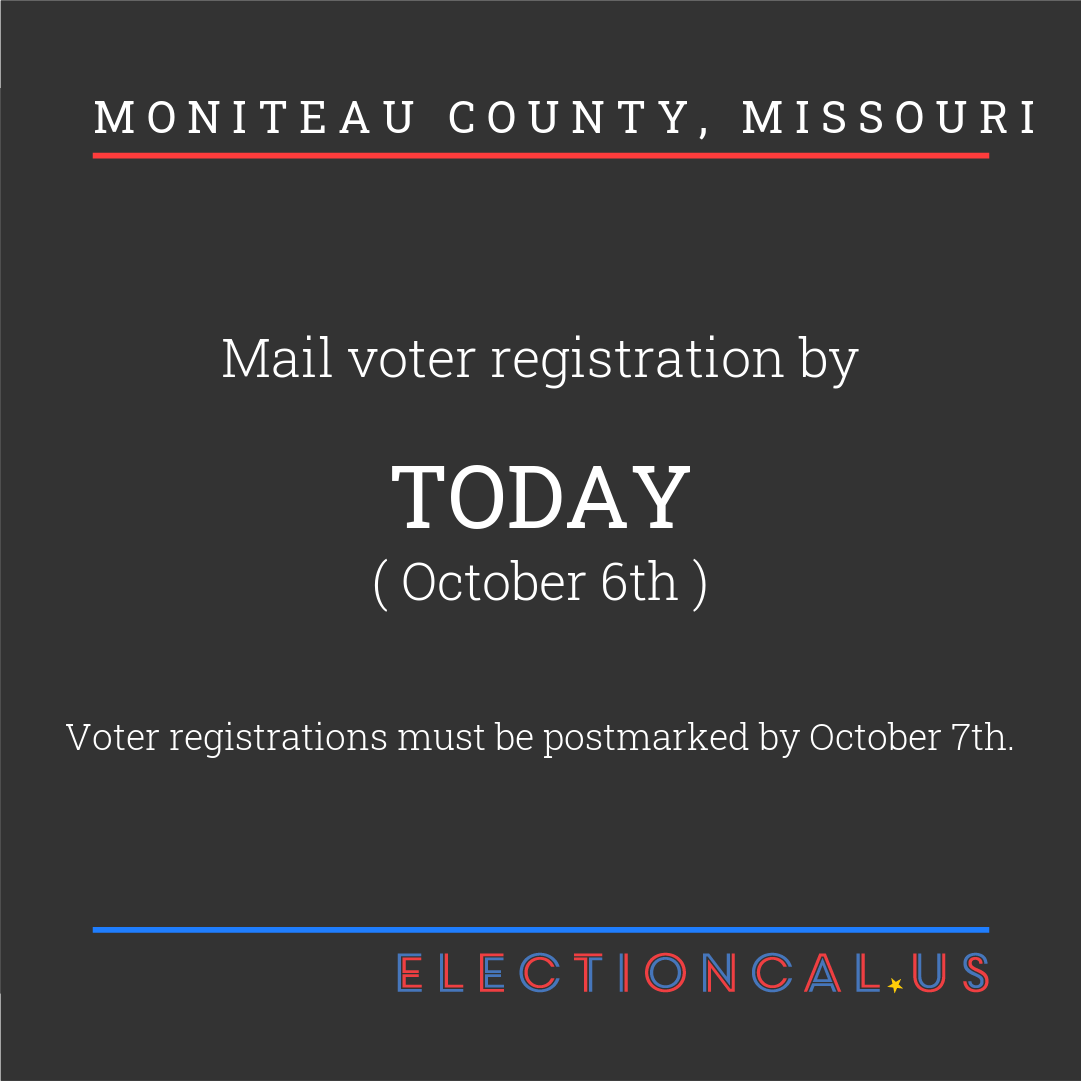 MONITEAU COUNTY, MISSOURI
Mail voter registration by
TODAY
( October 6th )
Voter registrations must be postmarked by October 7th.
ELECTIONCAL.US